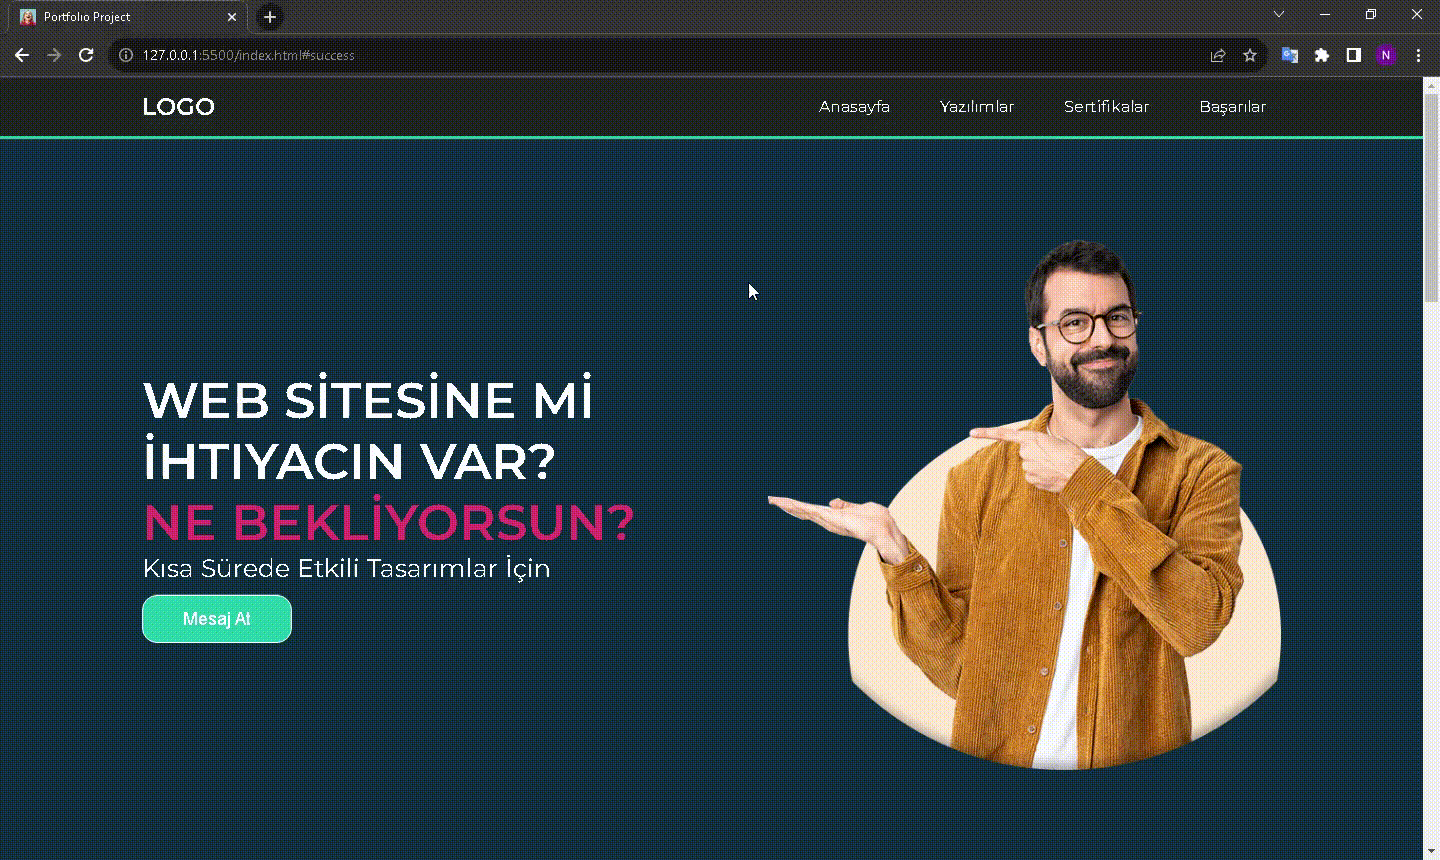 Portfolio Project
127.0.0.1:5500/index.html#success
N
LOGO
Anasayfa
Yazılımlar
Sertifikalar
Başarılar
WEB SİTESİNE Mİ
İHTIYACIN VAR?
NE BEKLİYORSUN?
Kısa Sürede Etkili Tasarımlar İçin
Mesaj At